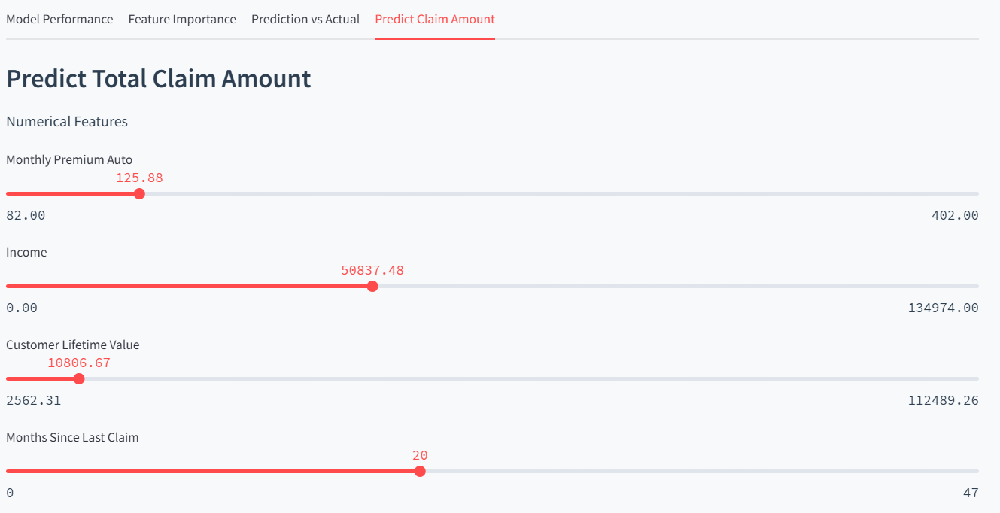 Model Performance Feature Importance Prediction vs Actual Predict Claim Amount
Predict Total Claim Amount
Numerical Features
Monthly Premium Auto
125.88
82.00 402.00
Income
50837.48
0.00 134974.00
Customer Lifetime Value
10806.67
2562.31 112489.26
Months Since Last Claim
20
0 47